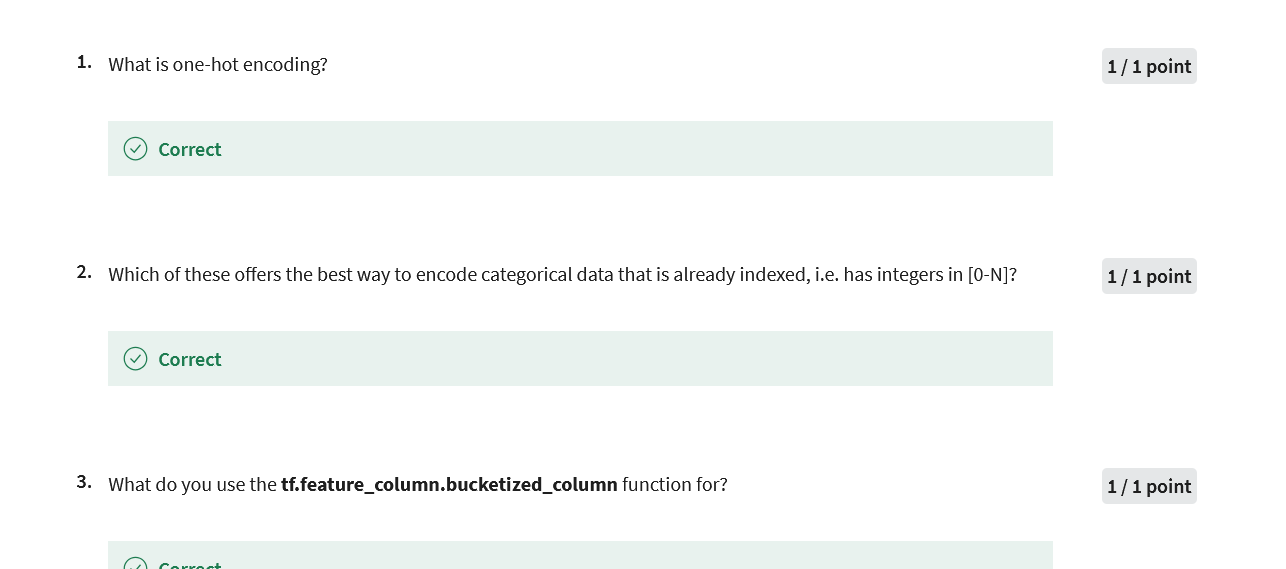 1. What is one-hot encoding? 1 / 1 point
Correct
2. Which of these offers the best way to encode categorical data that is already indexed, i.e. has integers in [0-N]? 1 / 1 point
Correct
3. What do you use the tf.feature_column.bucketized_column function for? 1 / 1 point
Correct